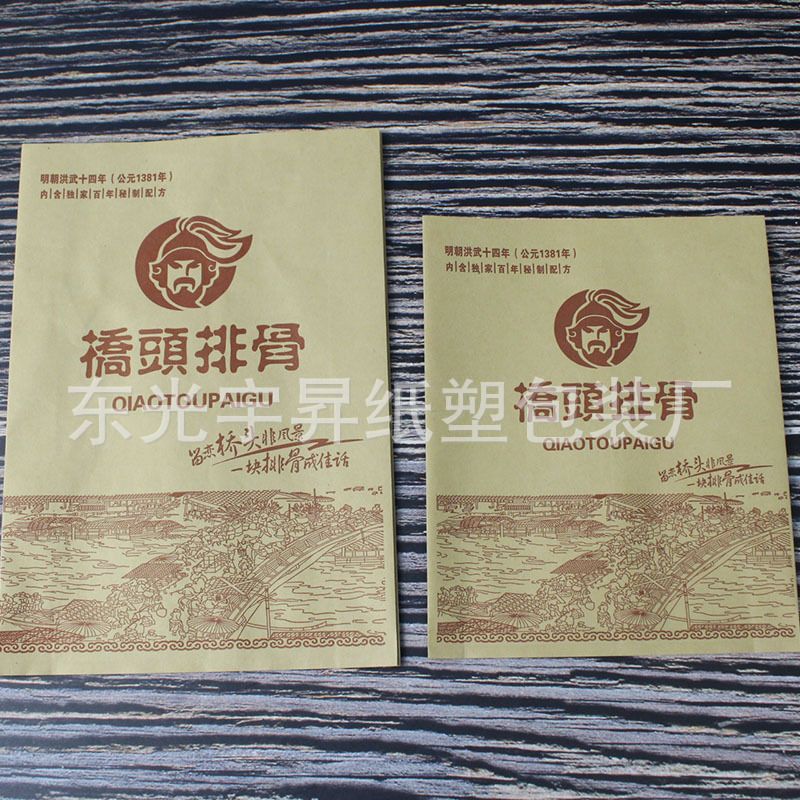 明朝洪武十四年(公元1381年)
内含独家百年秘制配方
橋頭排骨
QIAOTOUPAIGU
留恋桥头非风景
一块排骨成佳话
明朝洪武十四年(公元1381年)
内含独家百年秘制配方
橋頭排骨
QIAOTOUPAIGU
留恋桥头非风景
一块排骨成佳话
东光宇昇纸塑包装厂